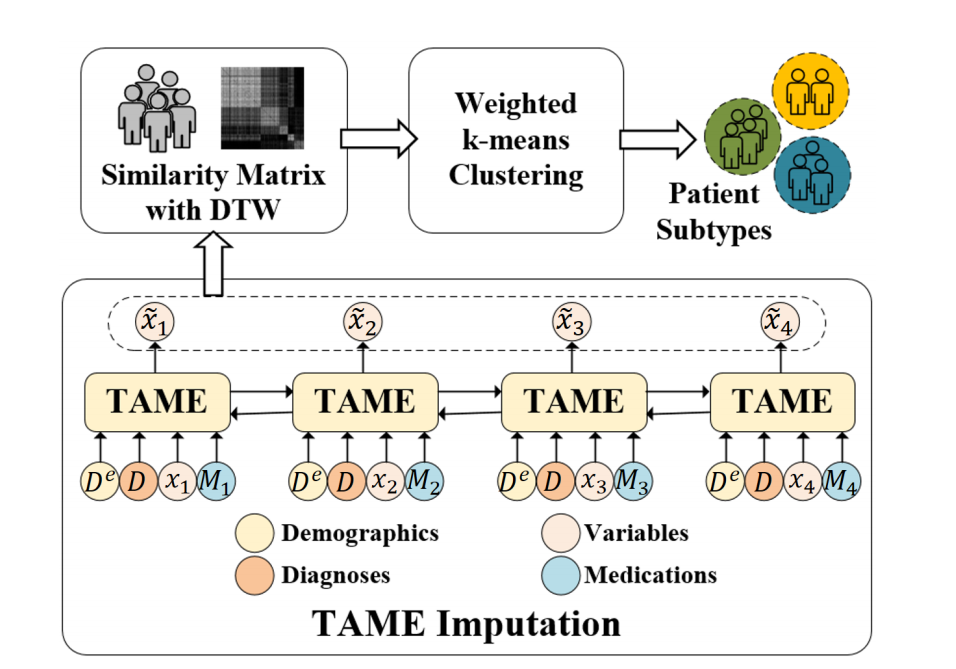 Similarity Matrix
with DTW
Weighted
k-means
Clustering
Patient
Subtypes
x̃₁ x̃₂ x̃₃ x̃₄
TAME TAME TAME TAME
Dᵉ D x₁ M₁ Dᵉ D x₂ M₂ Dᵉ D x₃ M₃ Dᵉ D x₄ M₄
Demographics Variables
Diagnoses Medications
TAME Imputation